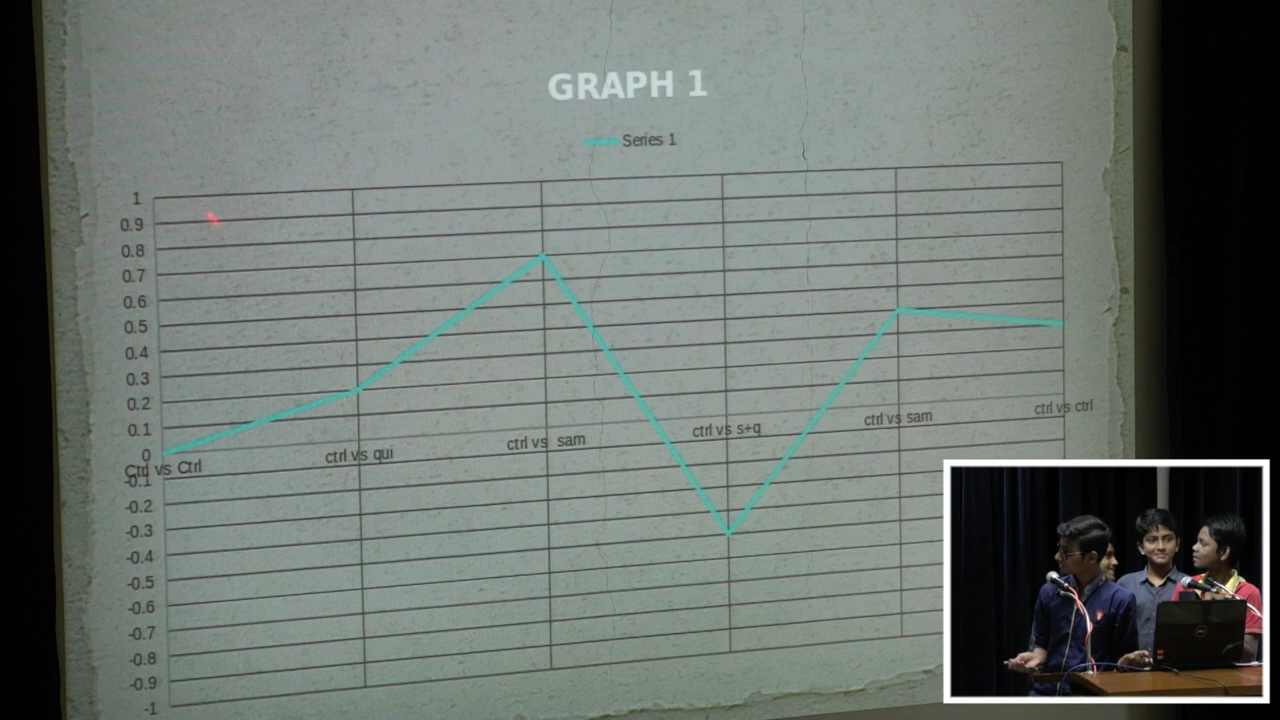 GRAPH 1
Series 1
1
0.9
0.8
0.7
0.6
0.5
0.4
0.3
0.2
0.1
0
-0.1
-0.2
-0.3
-0.4
-0.5
-0.6
-0.7
-0.8
-0.9
-1
Ctrl vs Ctrl
ctrl vs qui
ctrl vs sam
ctrl vs s+q
ctrl vs sam
ctrl vs ctrl